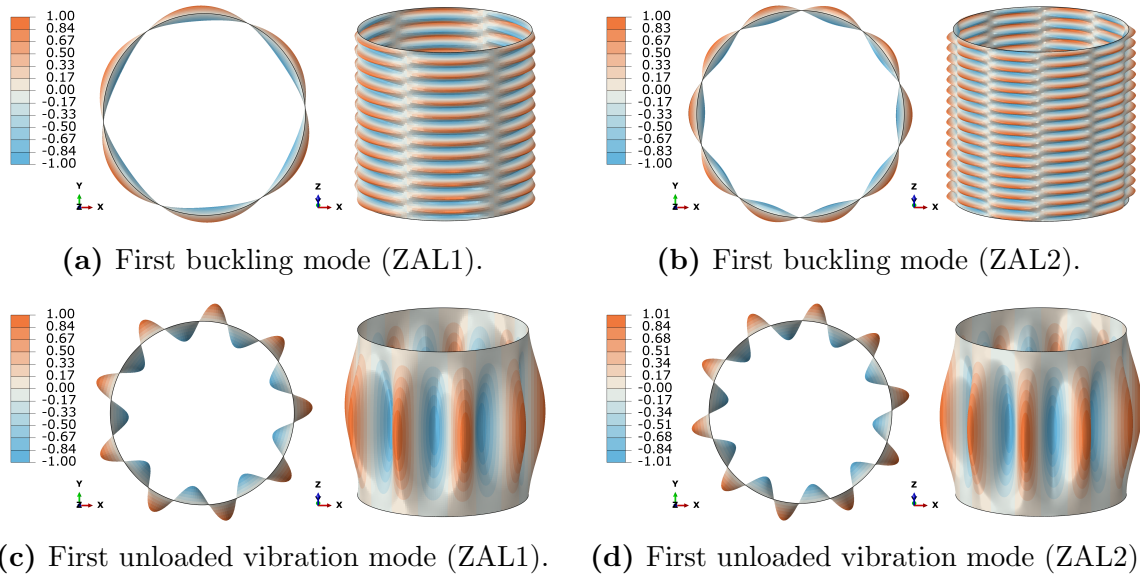 1.00
0.84
0.67
0.50
0.33
0.17
0.00
-0.17
-0.33
-0.50
-0.67
-0.84
-1.00
Y
Z X
Z
X
(a) First buckling mode (ZAL1).
1.00
0.83
0.67
0.50
0.33
0.17
0.00
-0.17
-0.33
-0.50
-0.67
-0.83
-1.00
Y
Z X
Z
X
(b) First buckling mode (ZAL2).
1.00
0.84
0.67
0.50
0.33
0.17
0.00
-0.17
-0.33
-0.50
-0.67
-0.84
-1.00
Y
Z X
Z
X
(c) First unloaded vibration mode (ZAL1).
1.01
0.84
0.68
0.51
0.34
0.17
0.00
-0.17
-0.34
-0.51
-0.68
-0.84
-1.01
Y
Z X
Z
X
(d) First unloaded vibration mode (ZAL2)